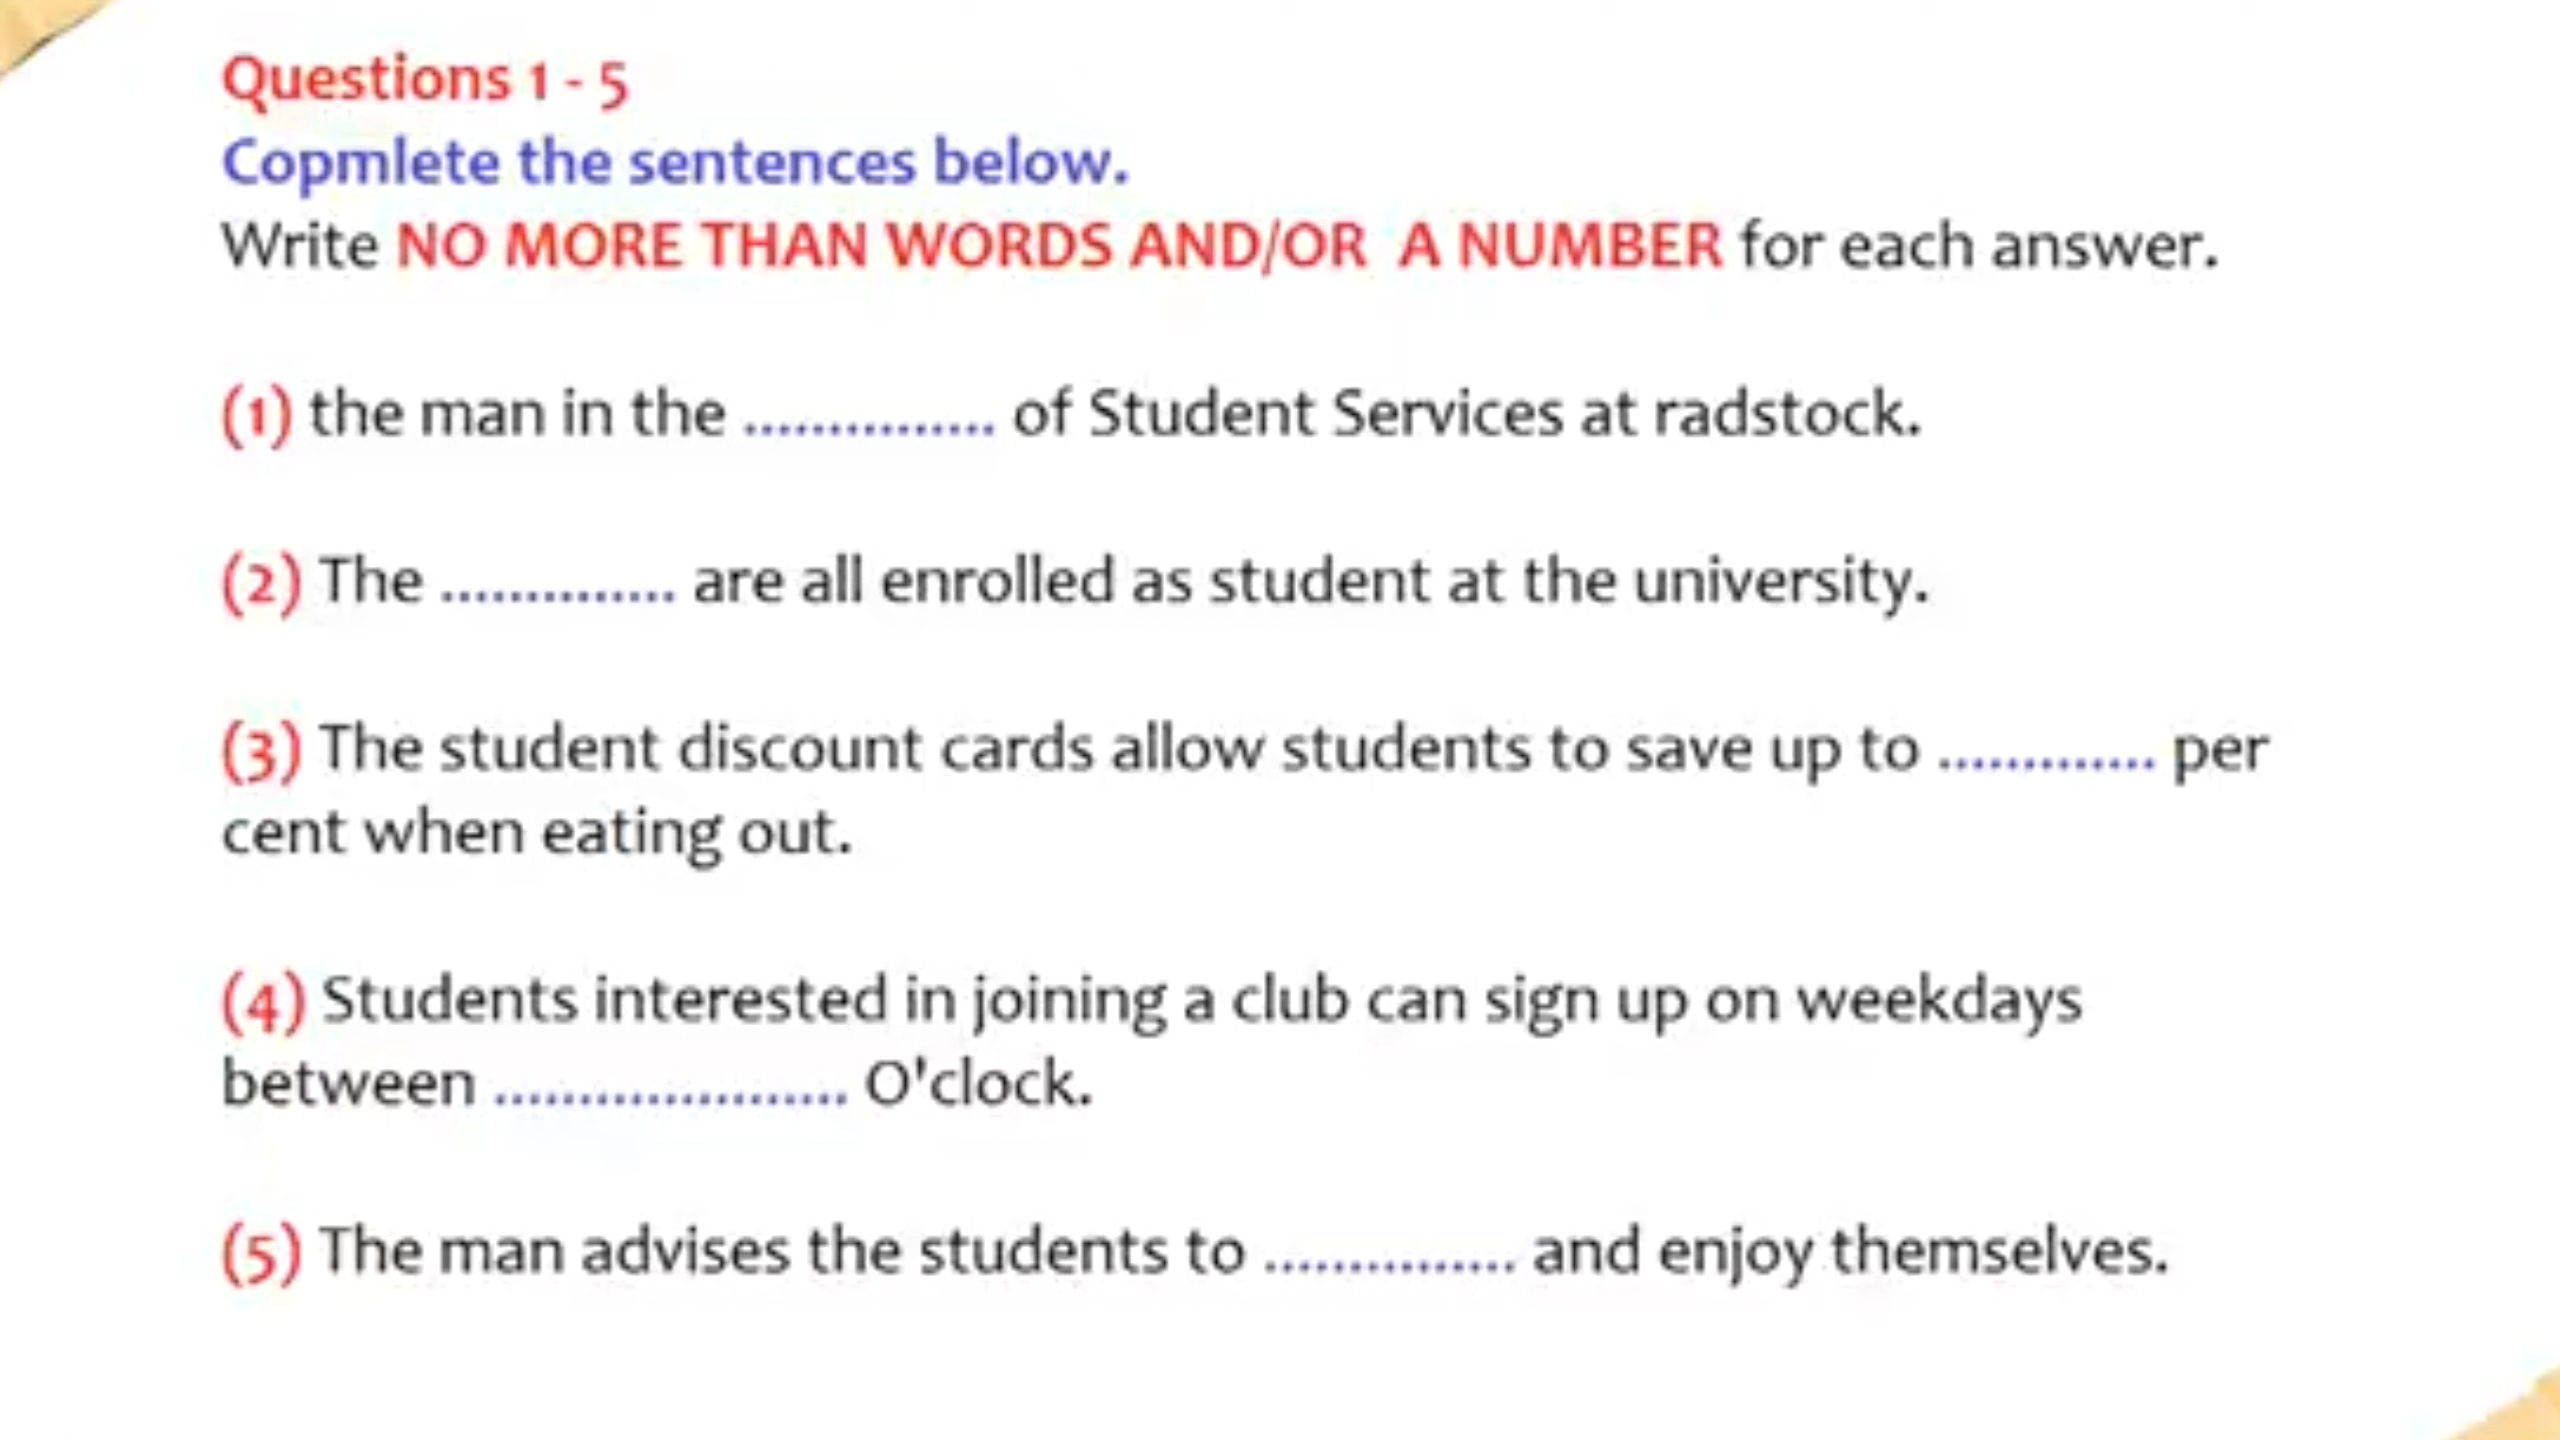 Questions 1 - 5
Copmlete the sentences below.
Write NO MORE THAN WORDS AND/OR A NUMBER for each answer.
(1) the man in the ............... of Student Services at radstock.
(2) The .............. are all enrolled as student at the university.
(3) The student discount cards allow students to save up to ............. per
cent when eating out.
(4) Students interested in joining a club can sign up on weekdays
between ..................... O'clock.
(5) The man advises the students to ............... and enjoy themselves.